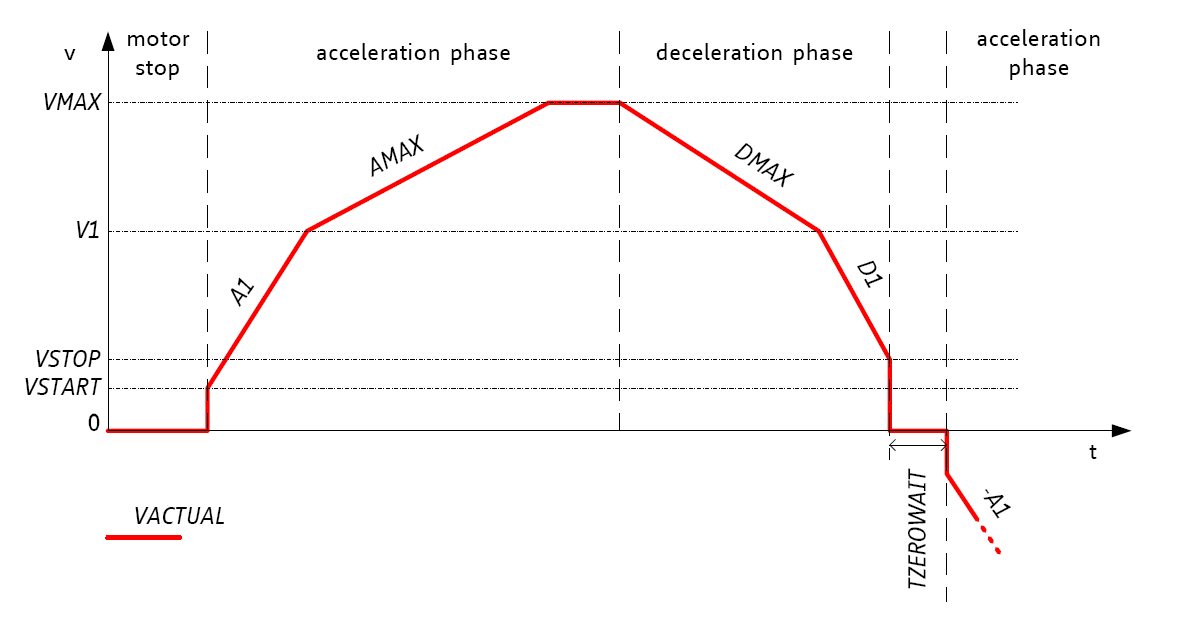 motor
stop
acceleration phase
deceleration phase
acceleration
phase
v
VMAX
AMAX
DMAX
V1
A1
D1
VSTOP
VSTART
0
t
TZEROWAIT
-A1
VACTUAL